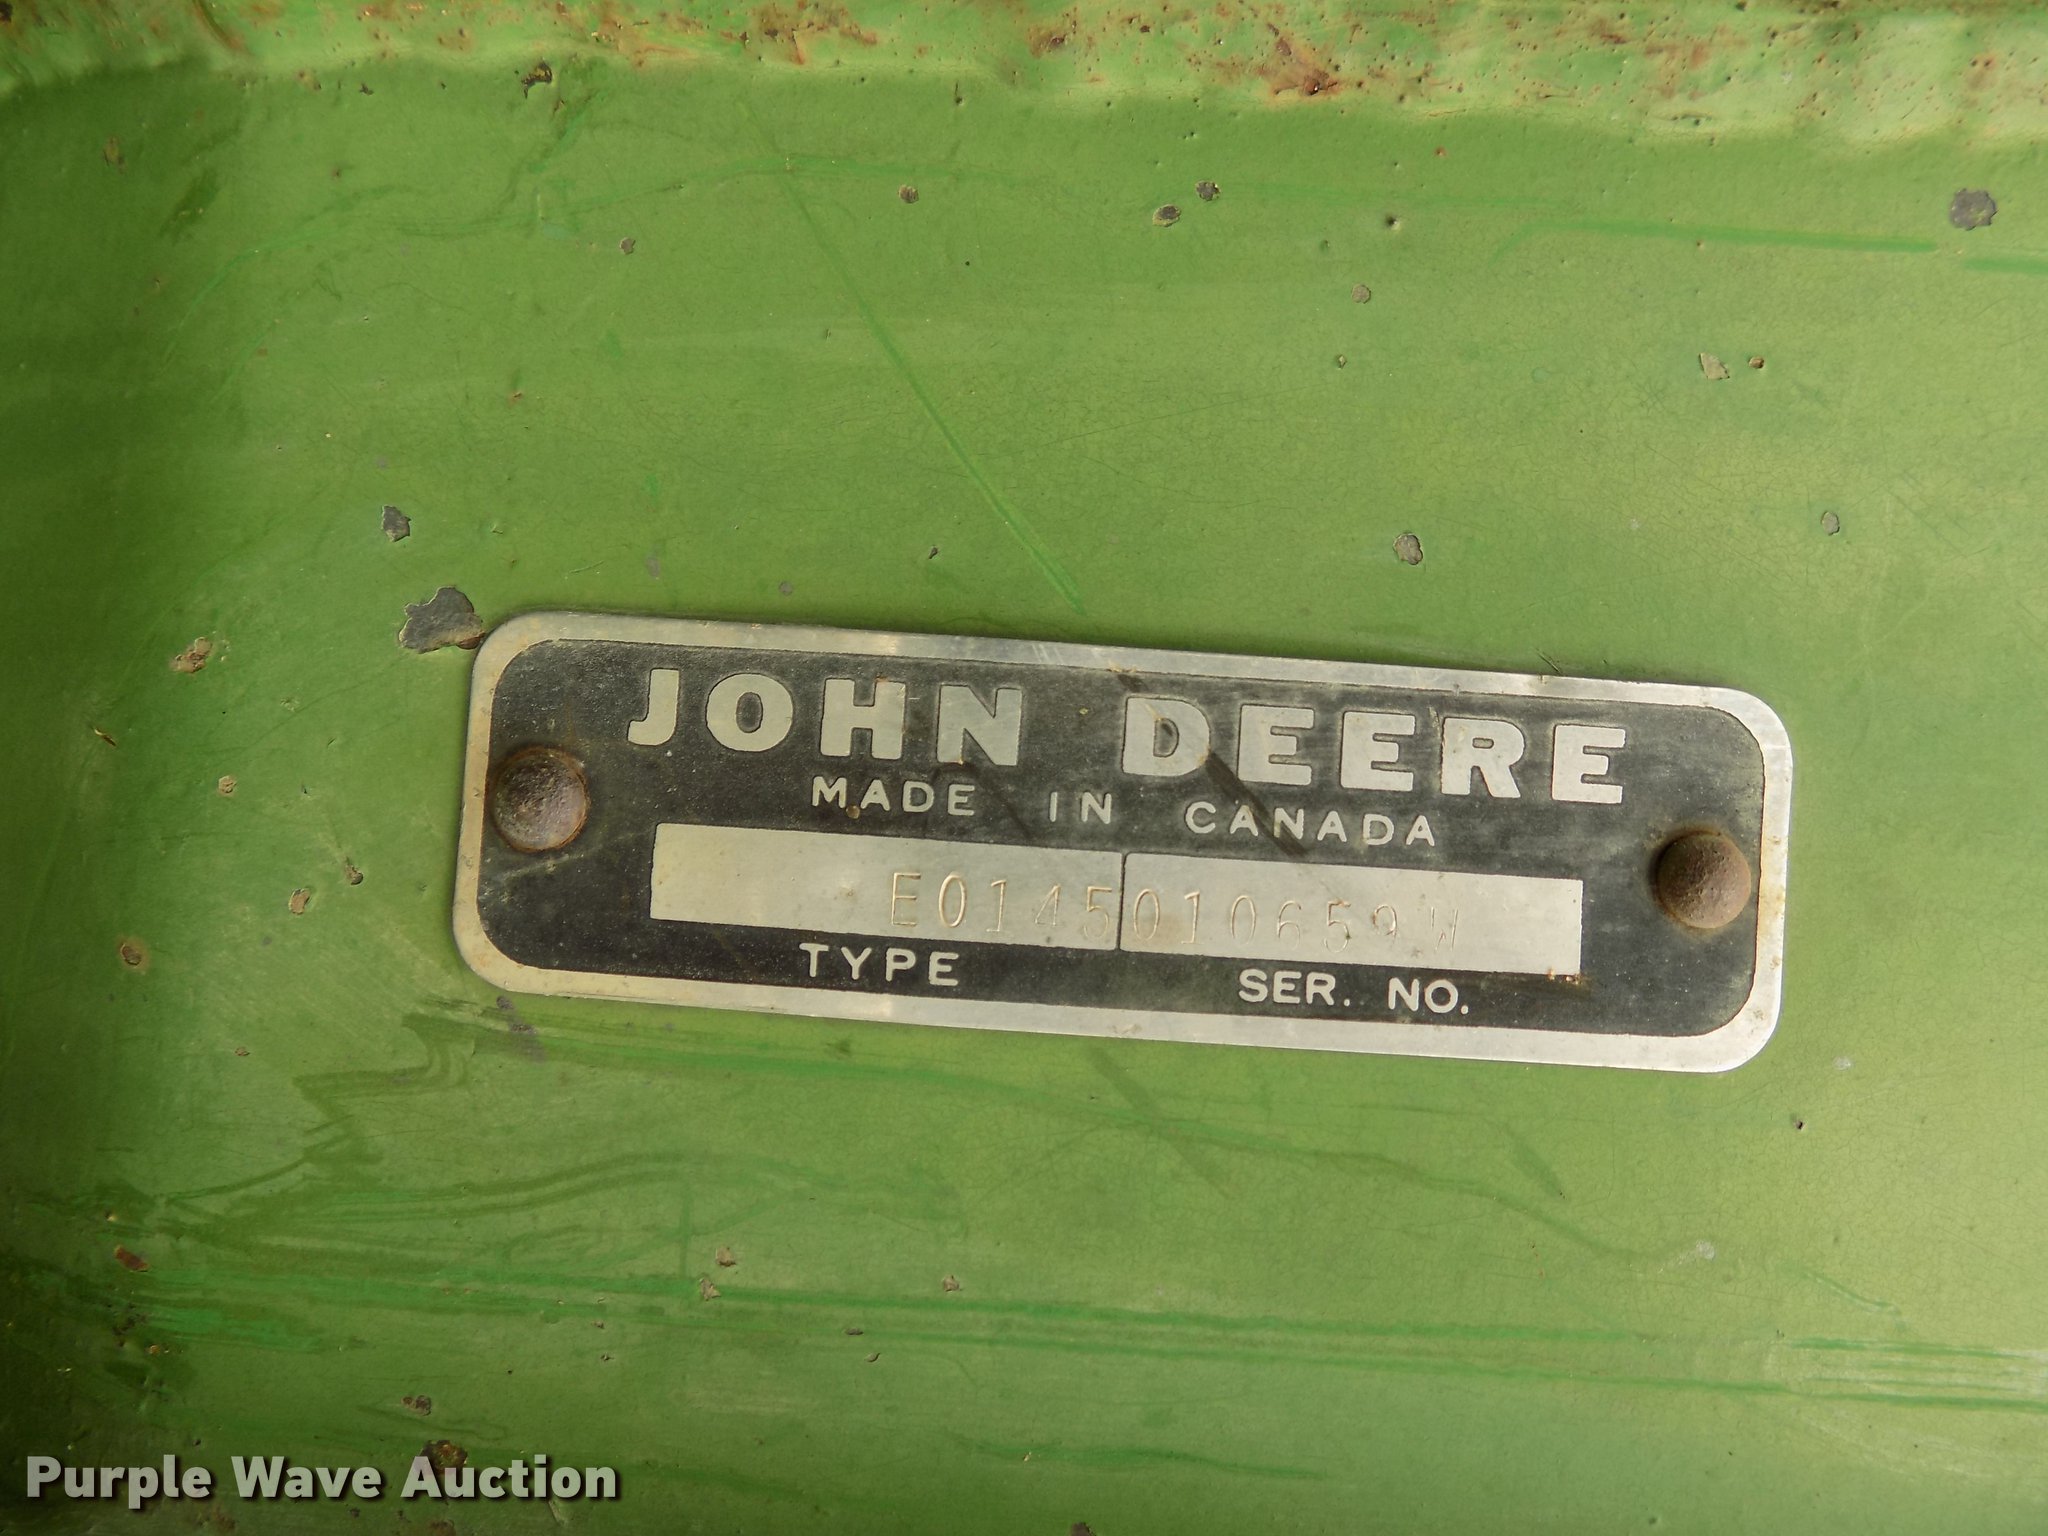 JOHN DEERE
MADE IN CANADA
E0145 010659W
TYPE SER. NO.
Purple Wave Auction